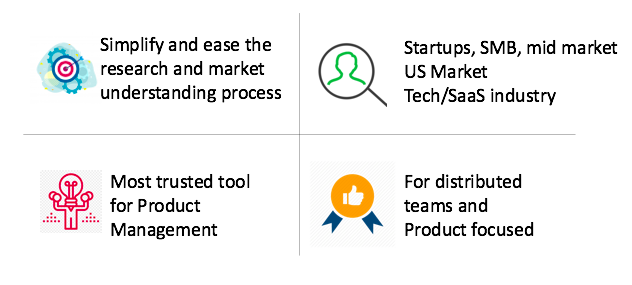 Simplify and ease the
research and market
understanding process
Startups, SMB, mid market
US Market
Tech/SaaS industry
Most trusted tool
for Product
Management
For distributed
teams and
Product focused